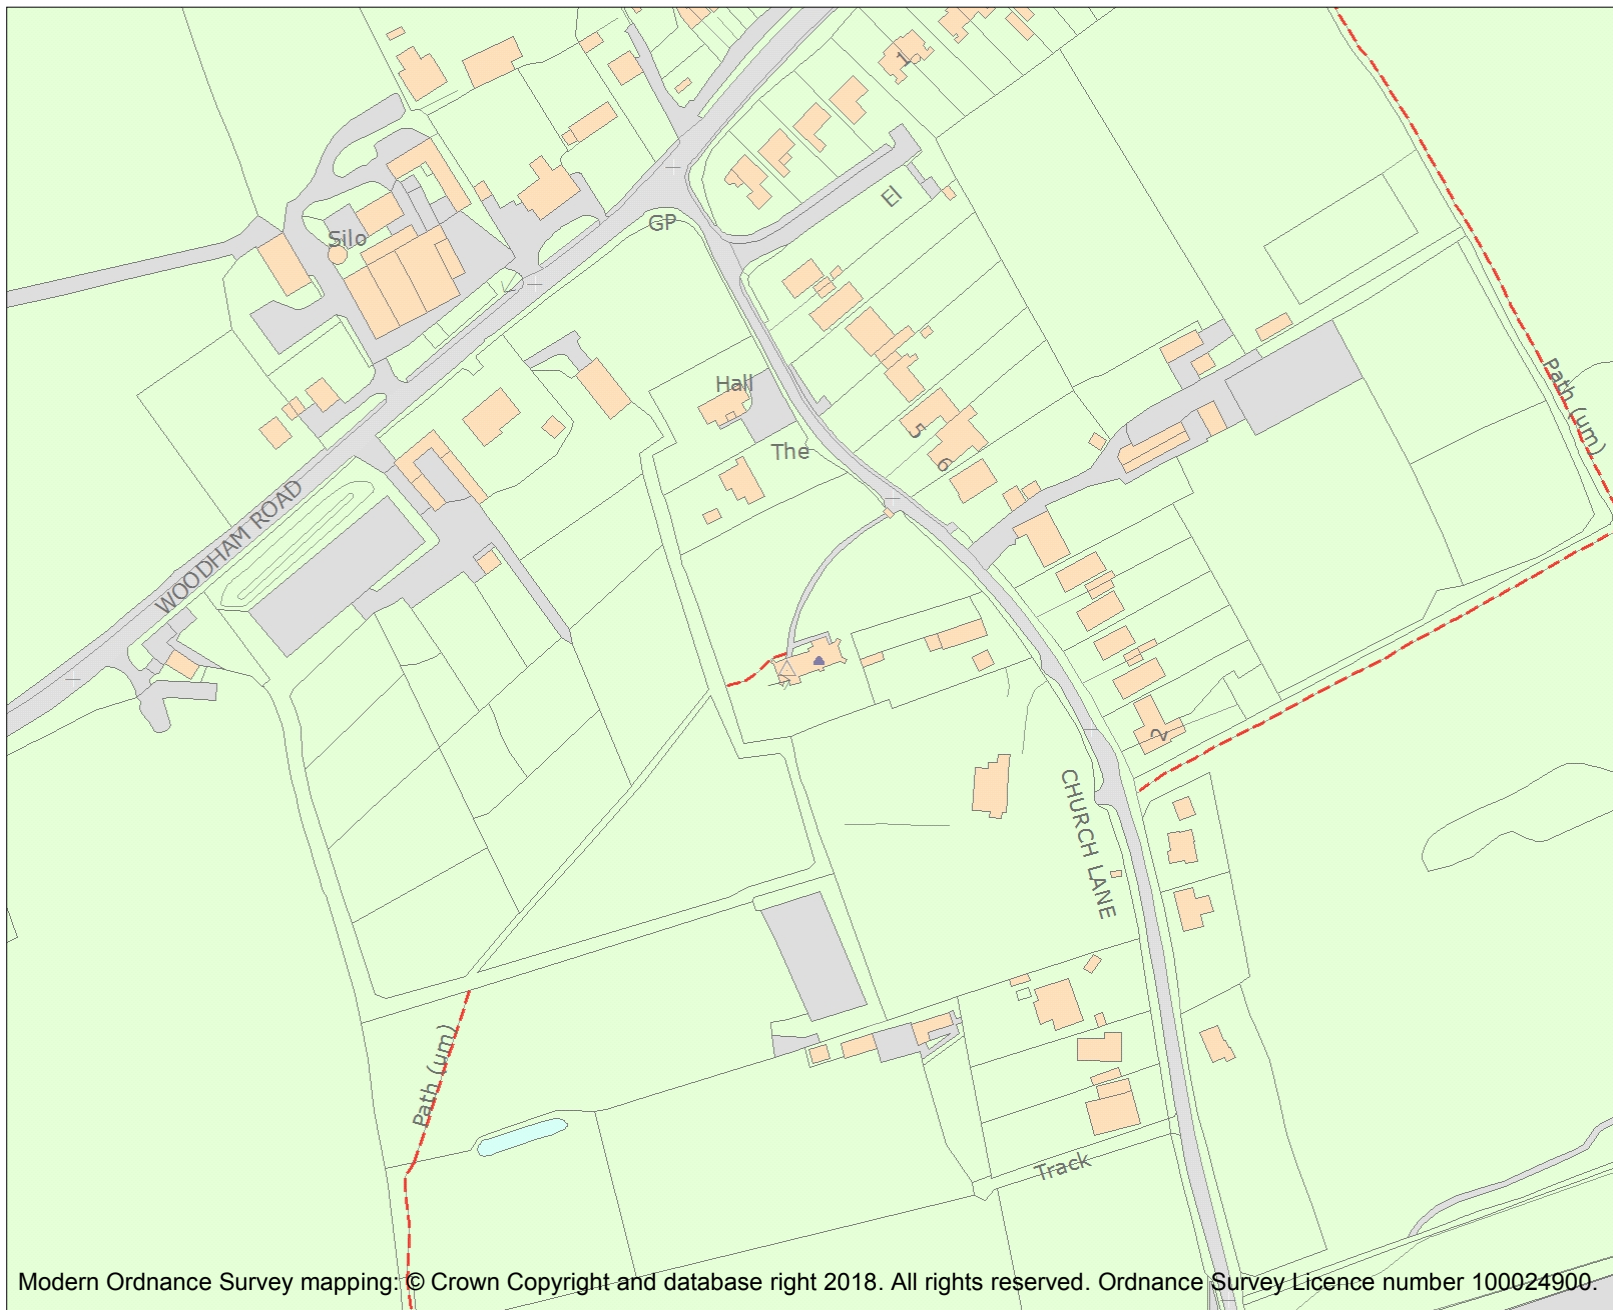 1
El
Silo
GP
Path (um)
Hall
5
The
6
WOODHAM ROAD
2
CHURCH LANE
Path (um)
Track
Modern Ordnance Survey mapping: © Crown Copyright and database right 2018. All rights reserved. Ordnance Survey Licence number 100024900.